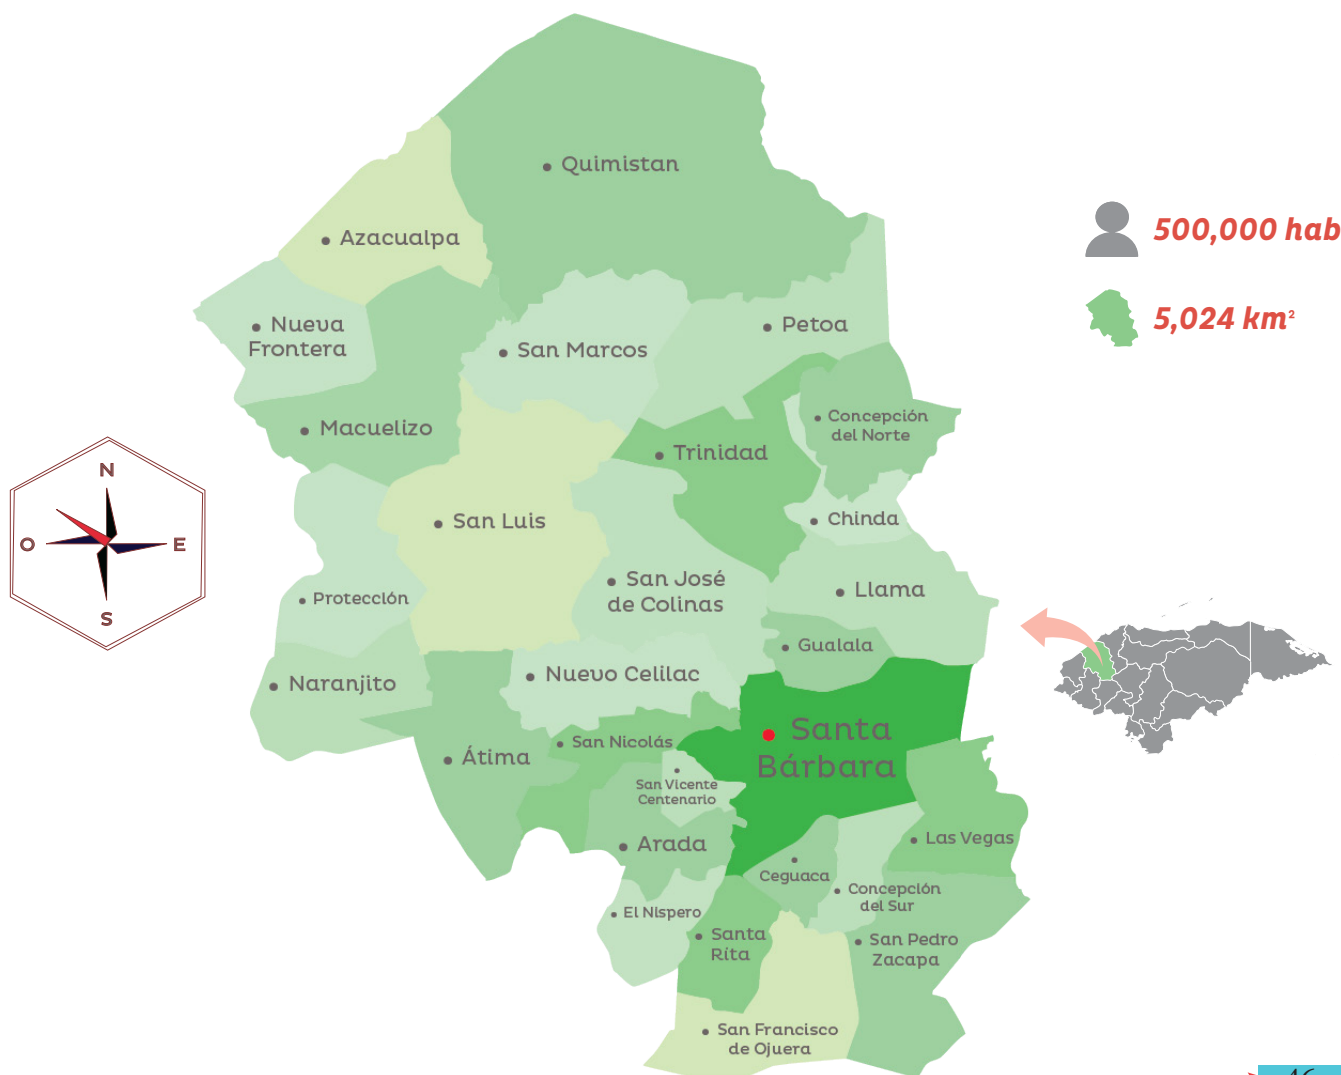 Quimistan
Azacualpa
500,000 hab
5,024 km²
Nueva
Frontera
San Marcos
Petoa
Macuelizo
Concepción
del Norte
Trinidad
N
O
E
S
San Luis
Chinda
San José
de Colinas
Llama
Protección
Gualala
Naranjito
Nuevo Celilac
Santa
Bárbara
San Nicolás
Átima
San Vicente
Centenario
Arada
Las Vegas
Ceguaca
Concepción
del Sur
El Nispero
Santa
Ríta
San Pedro
Zacapa
San Francisco
de Ojuera